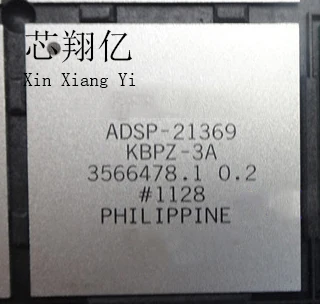 芯翔亿
Xin Xiang Yi
ADSP-21369
KBPZ-3A
3566478.1 0.2
#1128
PHILIPPINE